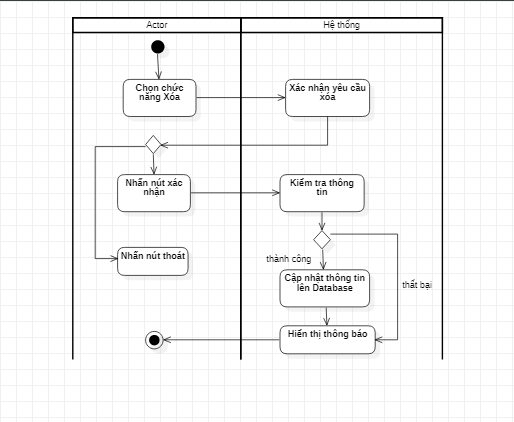 Actor
Hệ thống
Chọn chức
năng Xóa
Xác nhận yêu cầu
xóa
Nhấn nút xác
nhận
Kiểm tra thông
tin
Nhấn nút thoát
thành công
Cập nhật thông tin
lên Database
thất bại
Hiển thị thông báo